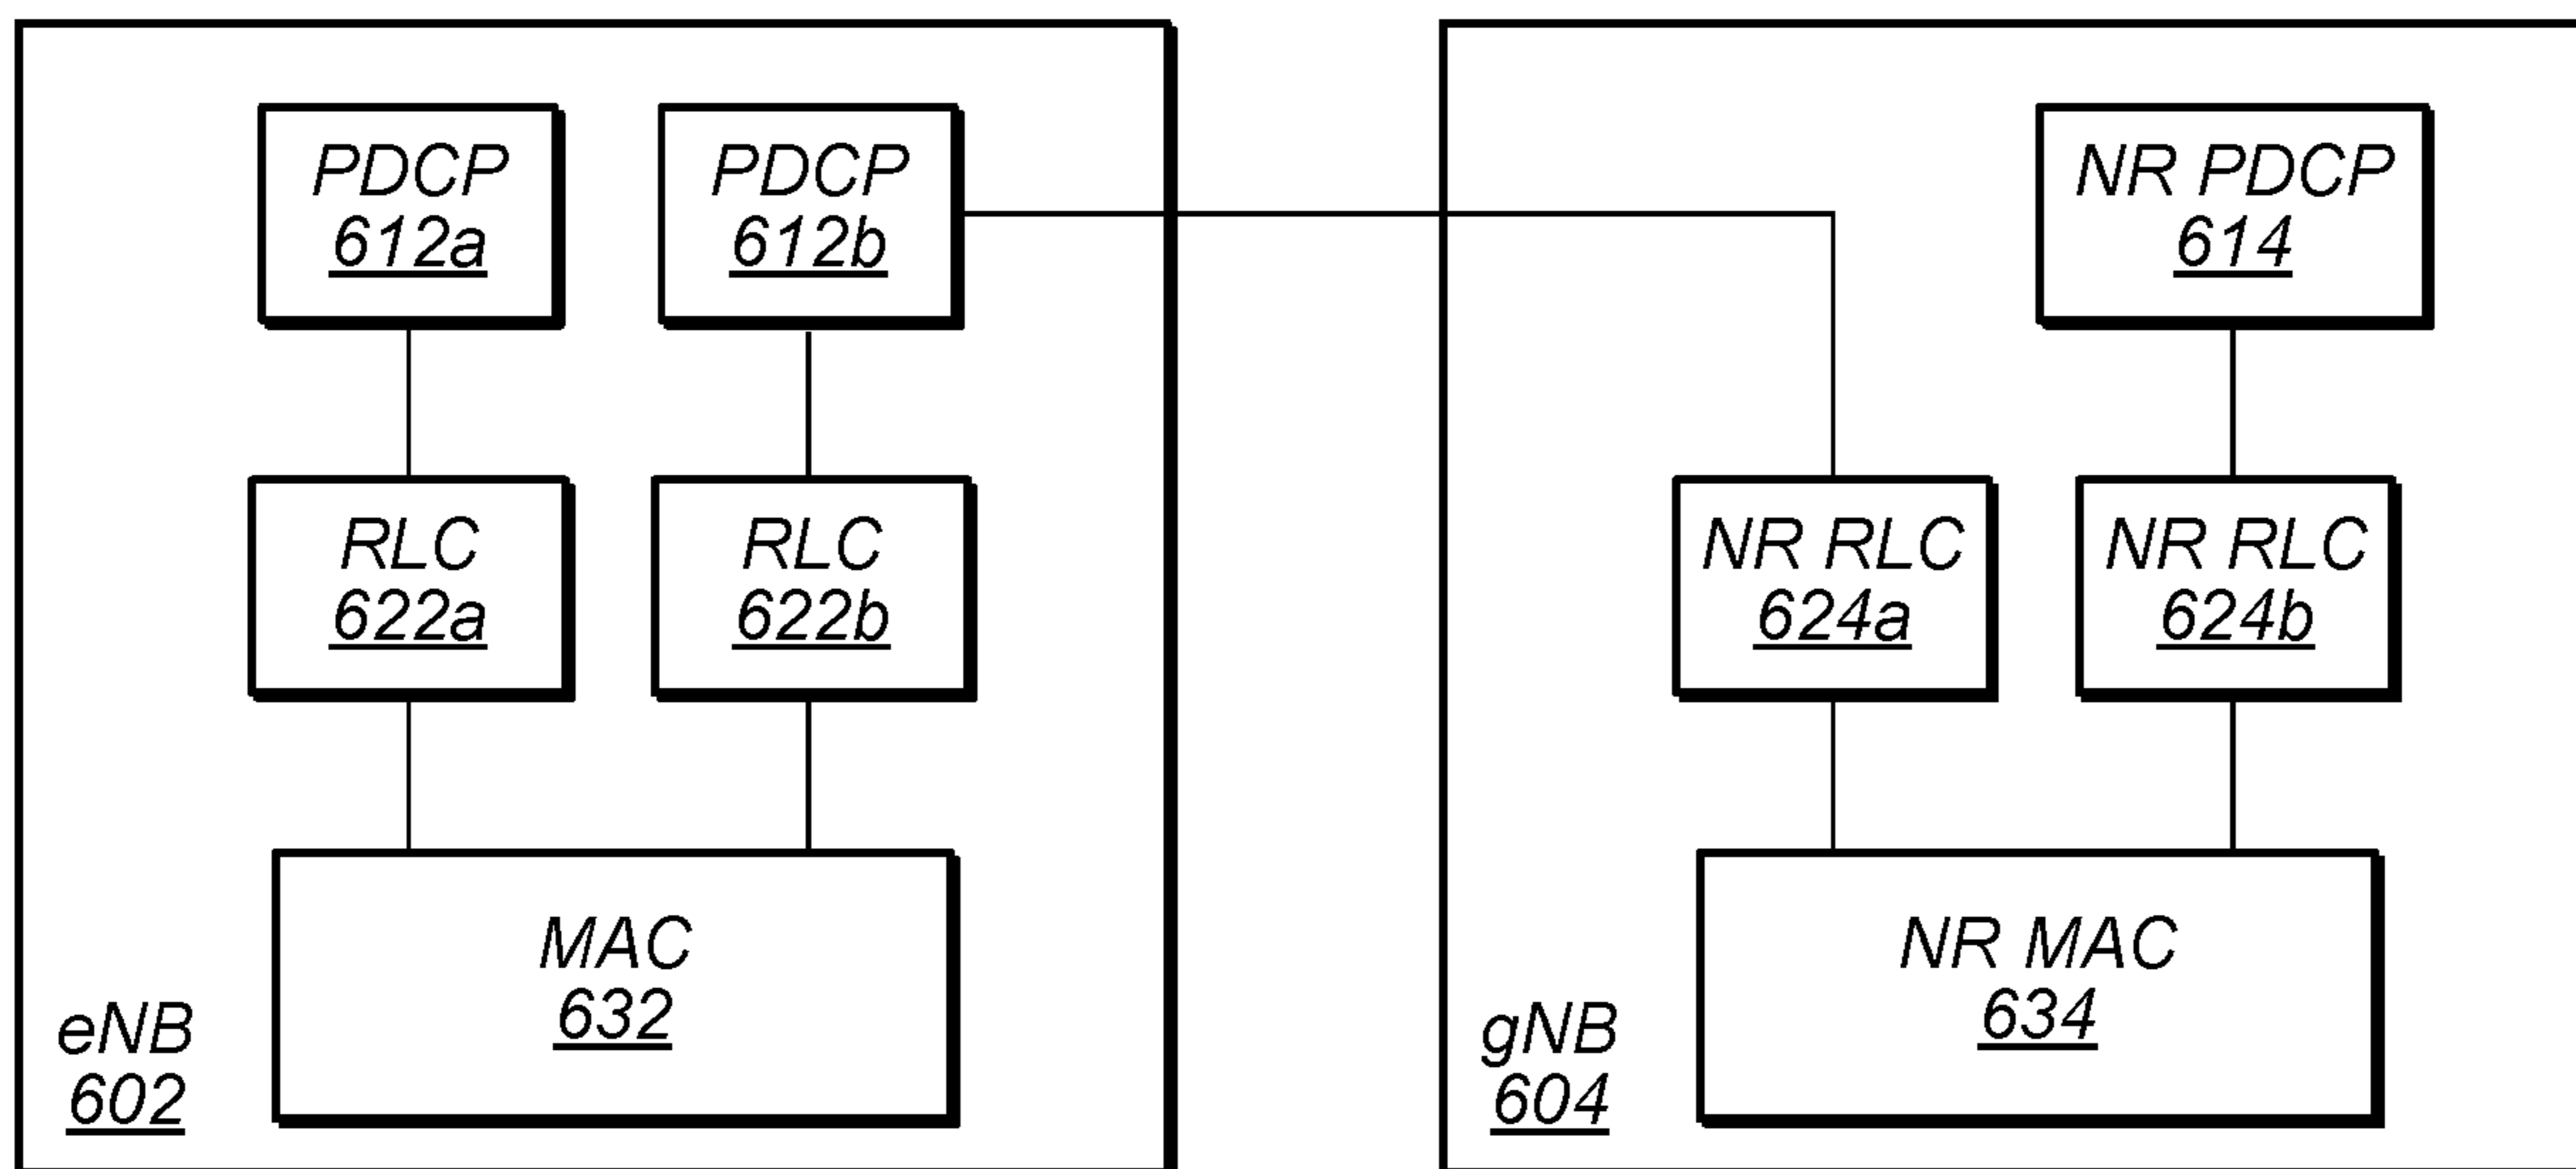 PDCP
612a
PDCP
612b
NR PDCP
614
RLC
622a
RLC
622b
NR RLC
624a
NR RLC
624b
MAC
632
NR MAC
634
eNB
602
gNB
604